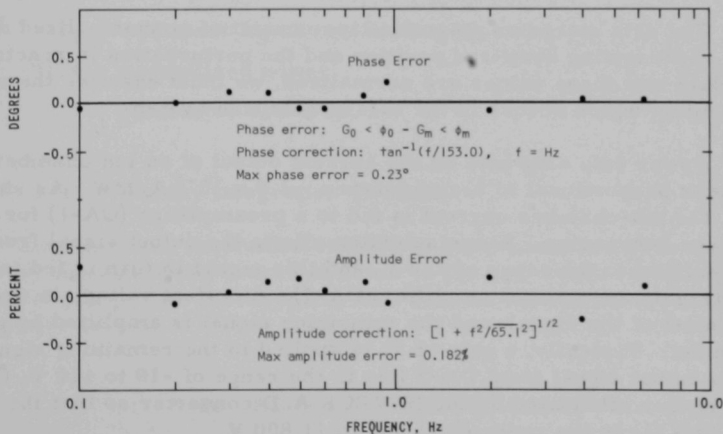 DEGREES
0.5
0.0
-0.5
Phase Error
Phase error: G₀ < φ₀ - Gₘ < φₘ
Phase correction: tan⁻¹(f/153.0), f = Hz
Max phase error = 0.23°
PERCENT
0.5
0.0
-0.5
Amplitude Error
Amplitude correction: [1 + f²/65.1²]^1/2
Max amplitude error = 0.182%
0.1
1.0
10.0
FREQUENCY, Hz